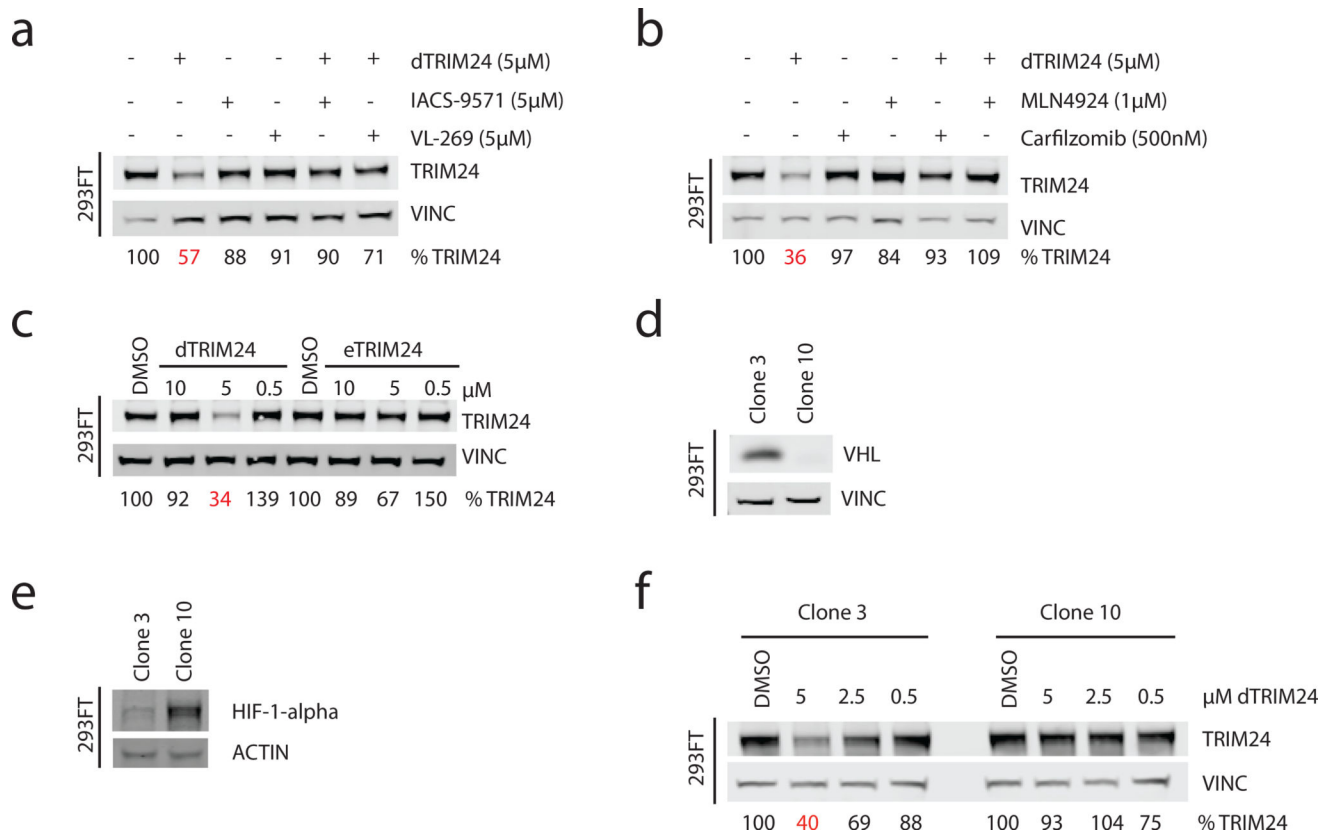 a
- + - - + + dTRIM24 (5µM)
- - + - + - IACS-9571 (5µM)
- - - + - + VL-269 (5µM)
293FT
TRIM24
VINC
100 57 88 91 90 71 % TRIM24
b
- + - - + + dTRIM24 (5µM)
- - - + - + MLN4924 (1µM)
- - + - + - Carfilzomib (500nM)
293FT
TRIM24
VINC
100 36 97 84 93 109 % TRIM24
c
DMSO dTRIM24 DMSO eTRIM24
10 5 0.5 10 5 0.5 µM
293FT
TRIM24
VINC
100 92 34 139 100 89 67 150 % TRIM24
d
Clone 3 Clone 10
293FT
VHL
VINC
e
Clone 3 Clone 10
293FT
HIF-1-alpha
ACTIN
f
Clone 3 Clone 10
DMSO 5 2.5 0.5 DMSO 5 2.5 0.5 µM dTRIM24
293FT
TRIM24
VINC
100 40 69 88 100 93 104 75 % TRIM24